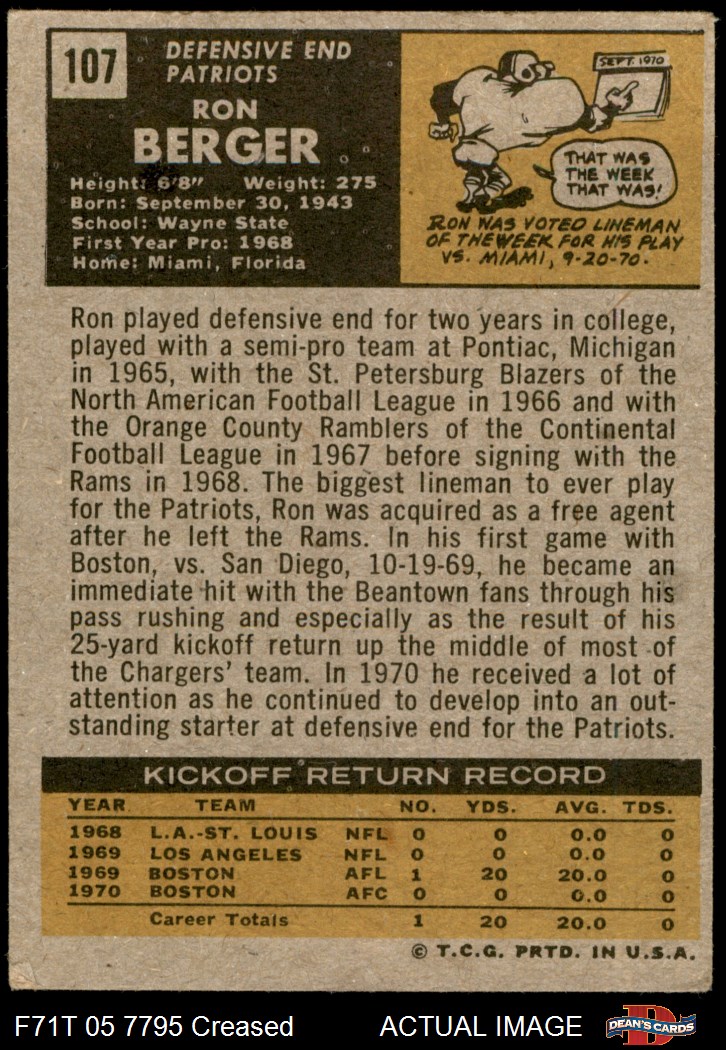 107
DEFENSIVE END
PATRIOTS
RON
BERGER
Height: 6'8" Weight: 275
Born: September 30, 1943
School: Wayne State
First Year Pro: 1968
Home: Miami, Florida
SEPT. 1970
THAT WAS
THE WEEK
THAT WAS!
RON WAS VOTED LINEMAN
OF THE WEEK FOR HIS PLAY
VS. MIAMI, 9-20-70.
Ron played defensive end for two years in college,
played with a semi-pro team at Pontiac, Michigan
in 1965, with the St. Petersburg Blazers of the
North American Football League in 1966 and with
the Orange County Ramblers of the Continental
Football League in 1967 before signing with the
Rams in 1968. The biggest lineman to ever play
for the Patriots, Ron was acquired as a free agent
after he left the Rams. In his first game with
Boston, vs. San Diego, 10-19-69, he became an
immediate hit with the Beantown fans through his
pass rushing and especially as the result of his
25-yard kickoff return up the middle of most of
the Chargers' team. In 1970 he received a lot of
attention as he continued to develop into an out-
standing starter at defensive end for the Patriots.
KICKOFF RETURN RECORD
YEAR TEAM NO. YDS. AVG. TDS.
1968 L.A.-ST. LOUIS NFL 0 0 0.0 0
1969 LOS ANGELES NFL 0 0 0.0 0
1969 BOSTON AFL 1 20 20.0 0
1970 BOSTON AFC 0 0 0.0 0
Career Totals 1 20 20.0 0
© T.C.G. PRTD. IN U.S.A.
F71T 05 7795 Creased ACTUAL IMAGE
D
DEAN'S CARDS